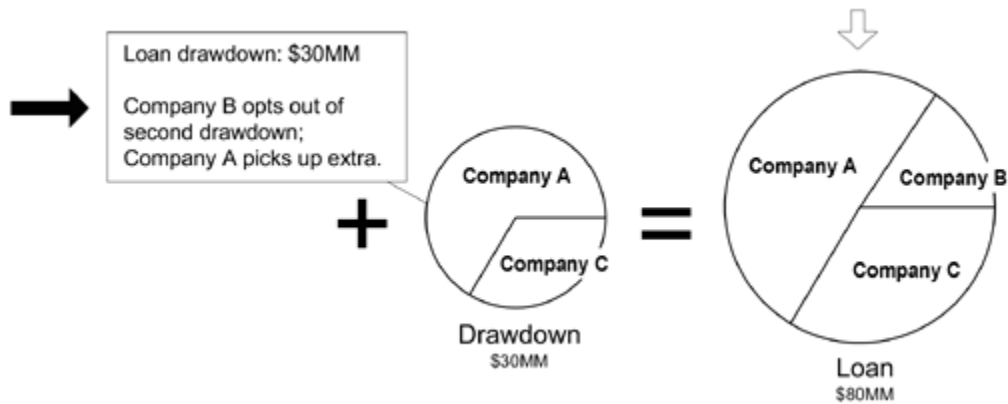 Loan drawdown: $30MM
Company B opts out of
second drawdown;
Company A picks up extra.
Company A
Company C
Drawdown
$30MM
Company A
Company B
Company C
Loan
$80MM